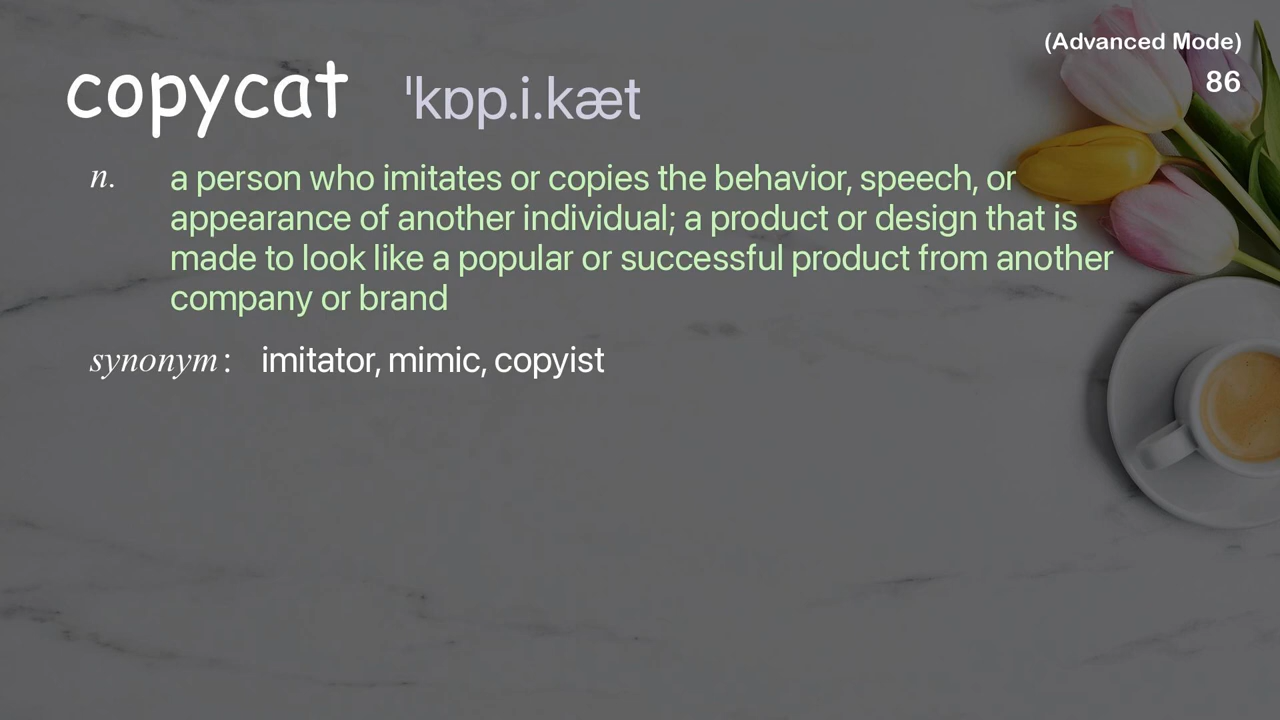 (Advanced Mode)
86
copycat ˈkɒp.i.kæt
n. a person who imitates or copies the behavior, speech, or
appearance of another individual; a product or design that is
made to look like a popular or successful product from another
company or brand
synonym: imitator, mimic, copyist